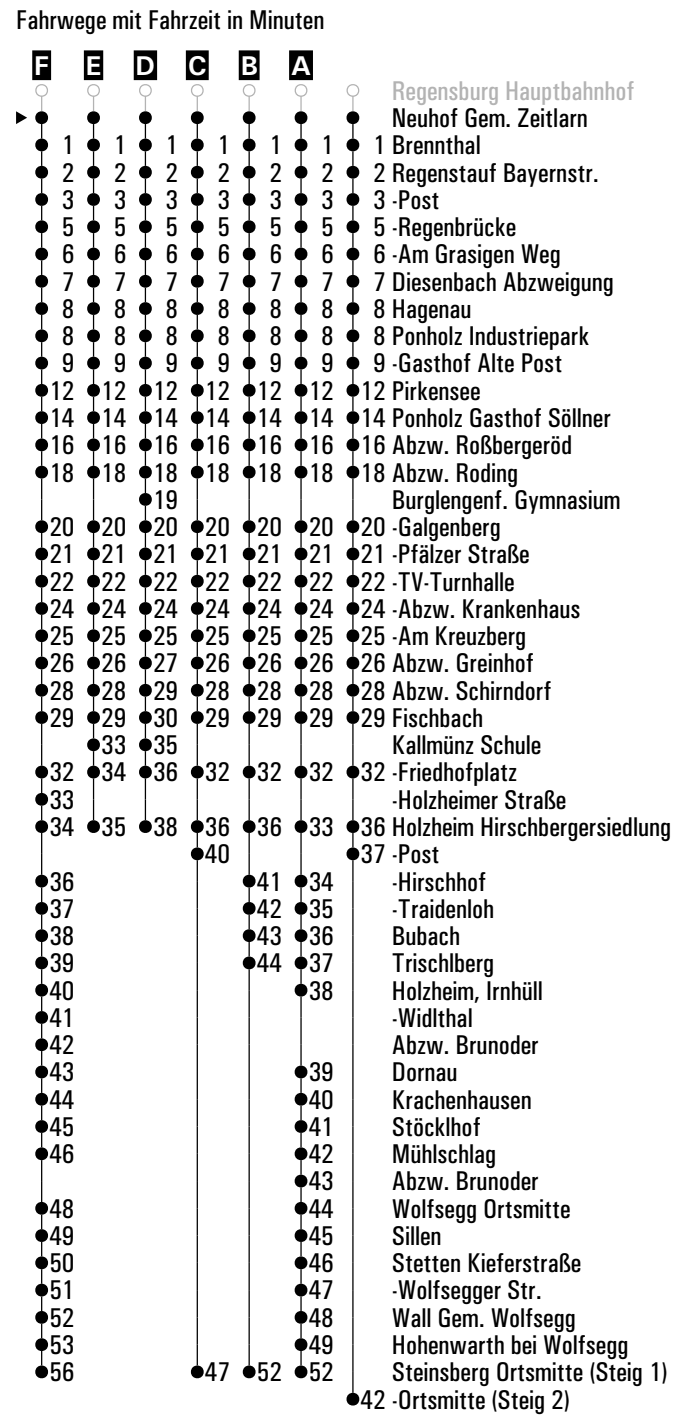 Fahrwege mit Fahrzeit in Minuten
F E D C B A
Regensburg Hauptbahnhof
Neuhof Gem. Zeitlarn
1 1 1 1 1 1 1 Brennthal
2 2 2 2 2 2 2 Regenstauf Bayernstr.
3 3 3 3 3 3 3 -Post
5 5 5 5 5 5 5 -Regenbrücke
6 6 6 6 6 6 6 -Am Grasigen Weg
7 7 7 7 7 7 7 Diesenbach Abzweigung
8 8 8 8 8 8 8 Hagenau
8 8 8 8 8 8 8 Ponholz Industriepark
9 9 9 9 9 9 9 -Gasthof Alte Post
12 12 12 12 12 12 12 Pirkensee
14 14 14 14 14 14 14 Ponholz Gasthof Söllner
16 16 16 16 16 16 16 Abzw. Roßbergeröd
18 18 18 18 18 18 18 Abzw. Roding
19 Burglengenf. Gymnasium
20 20 20 20 20 20 20 -Galgenberg
21 21 21 21 21 21 21 -Pfälzer Straße
22 22 22 22 22 22 22 -TV-Turnhalle
24 24 24 24 24 24 24 -Abzw. Krankenhaus
25 25 25 25 25 25 25 -Am Kreuzberg
26 26 27 26 26 26 26 Abzw. Greinhof
28 28 29 28 28 28 28 Abzw. Schirndorf
29 29 30 29 29 29 29 Fischbach
33 35 Kallmünz Schule
32 34 36 32 32 32 32 -Friedhofplatz
33 -Holzheimer Straße
34 35 38 36 36 33 36 Holzheim Hirschbergersiedlung
40 37 -Post
36 41 34 -Hirschhof
37 42 35 -Traidenloh
38 43 36 Bubach
39 44 37 Trischlberg
40 38 Holzheim, Irnhüll
41 -Widlthal
42 Abzw. Brunoder
43 39 Dornau
44 40 Krachenhausen
45 41 Stöcklhof
46 42 Mühlschlag
43 Abzw. Brunoder
48 44 Wolfsegg Ortsmitte
49 45 Sillen
50 46 Stetten Kieferstraße
51 47 -Wolfsegger Str.
52 48 Wall Gem. Wolfsegg
53 49 Hohenwarth bei Wolfsegg
56 47 52 52 Steinsberg Ortsmitte (Steig 1)
42 -Ortsmitte (Steig 2)